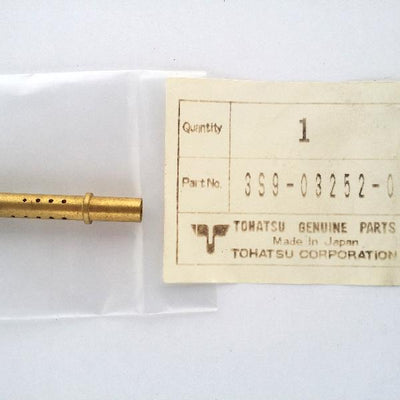 Quantity 1
Part No. 3S9-03252-0
TOHATSU GENUINE PARTS
Made in Japan
TOHATSU CORPORATION